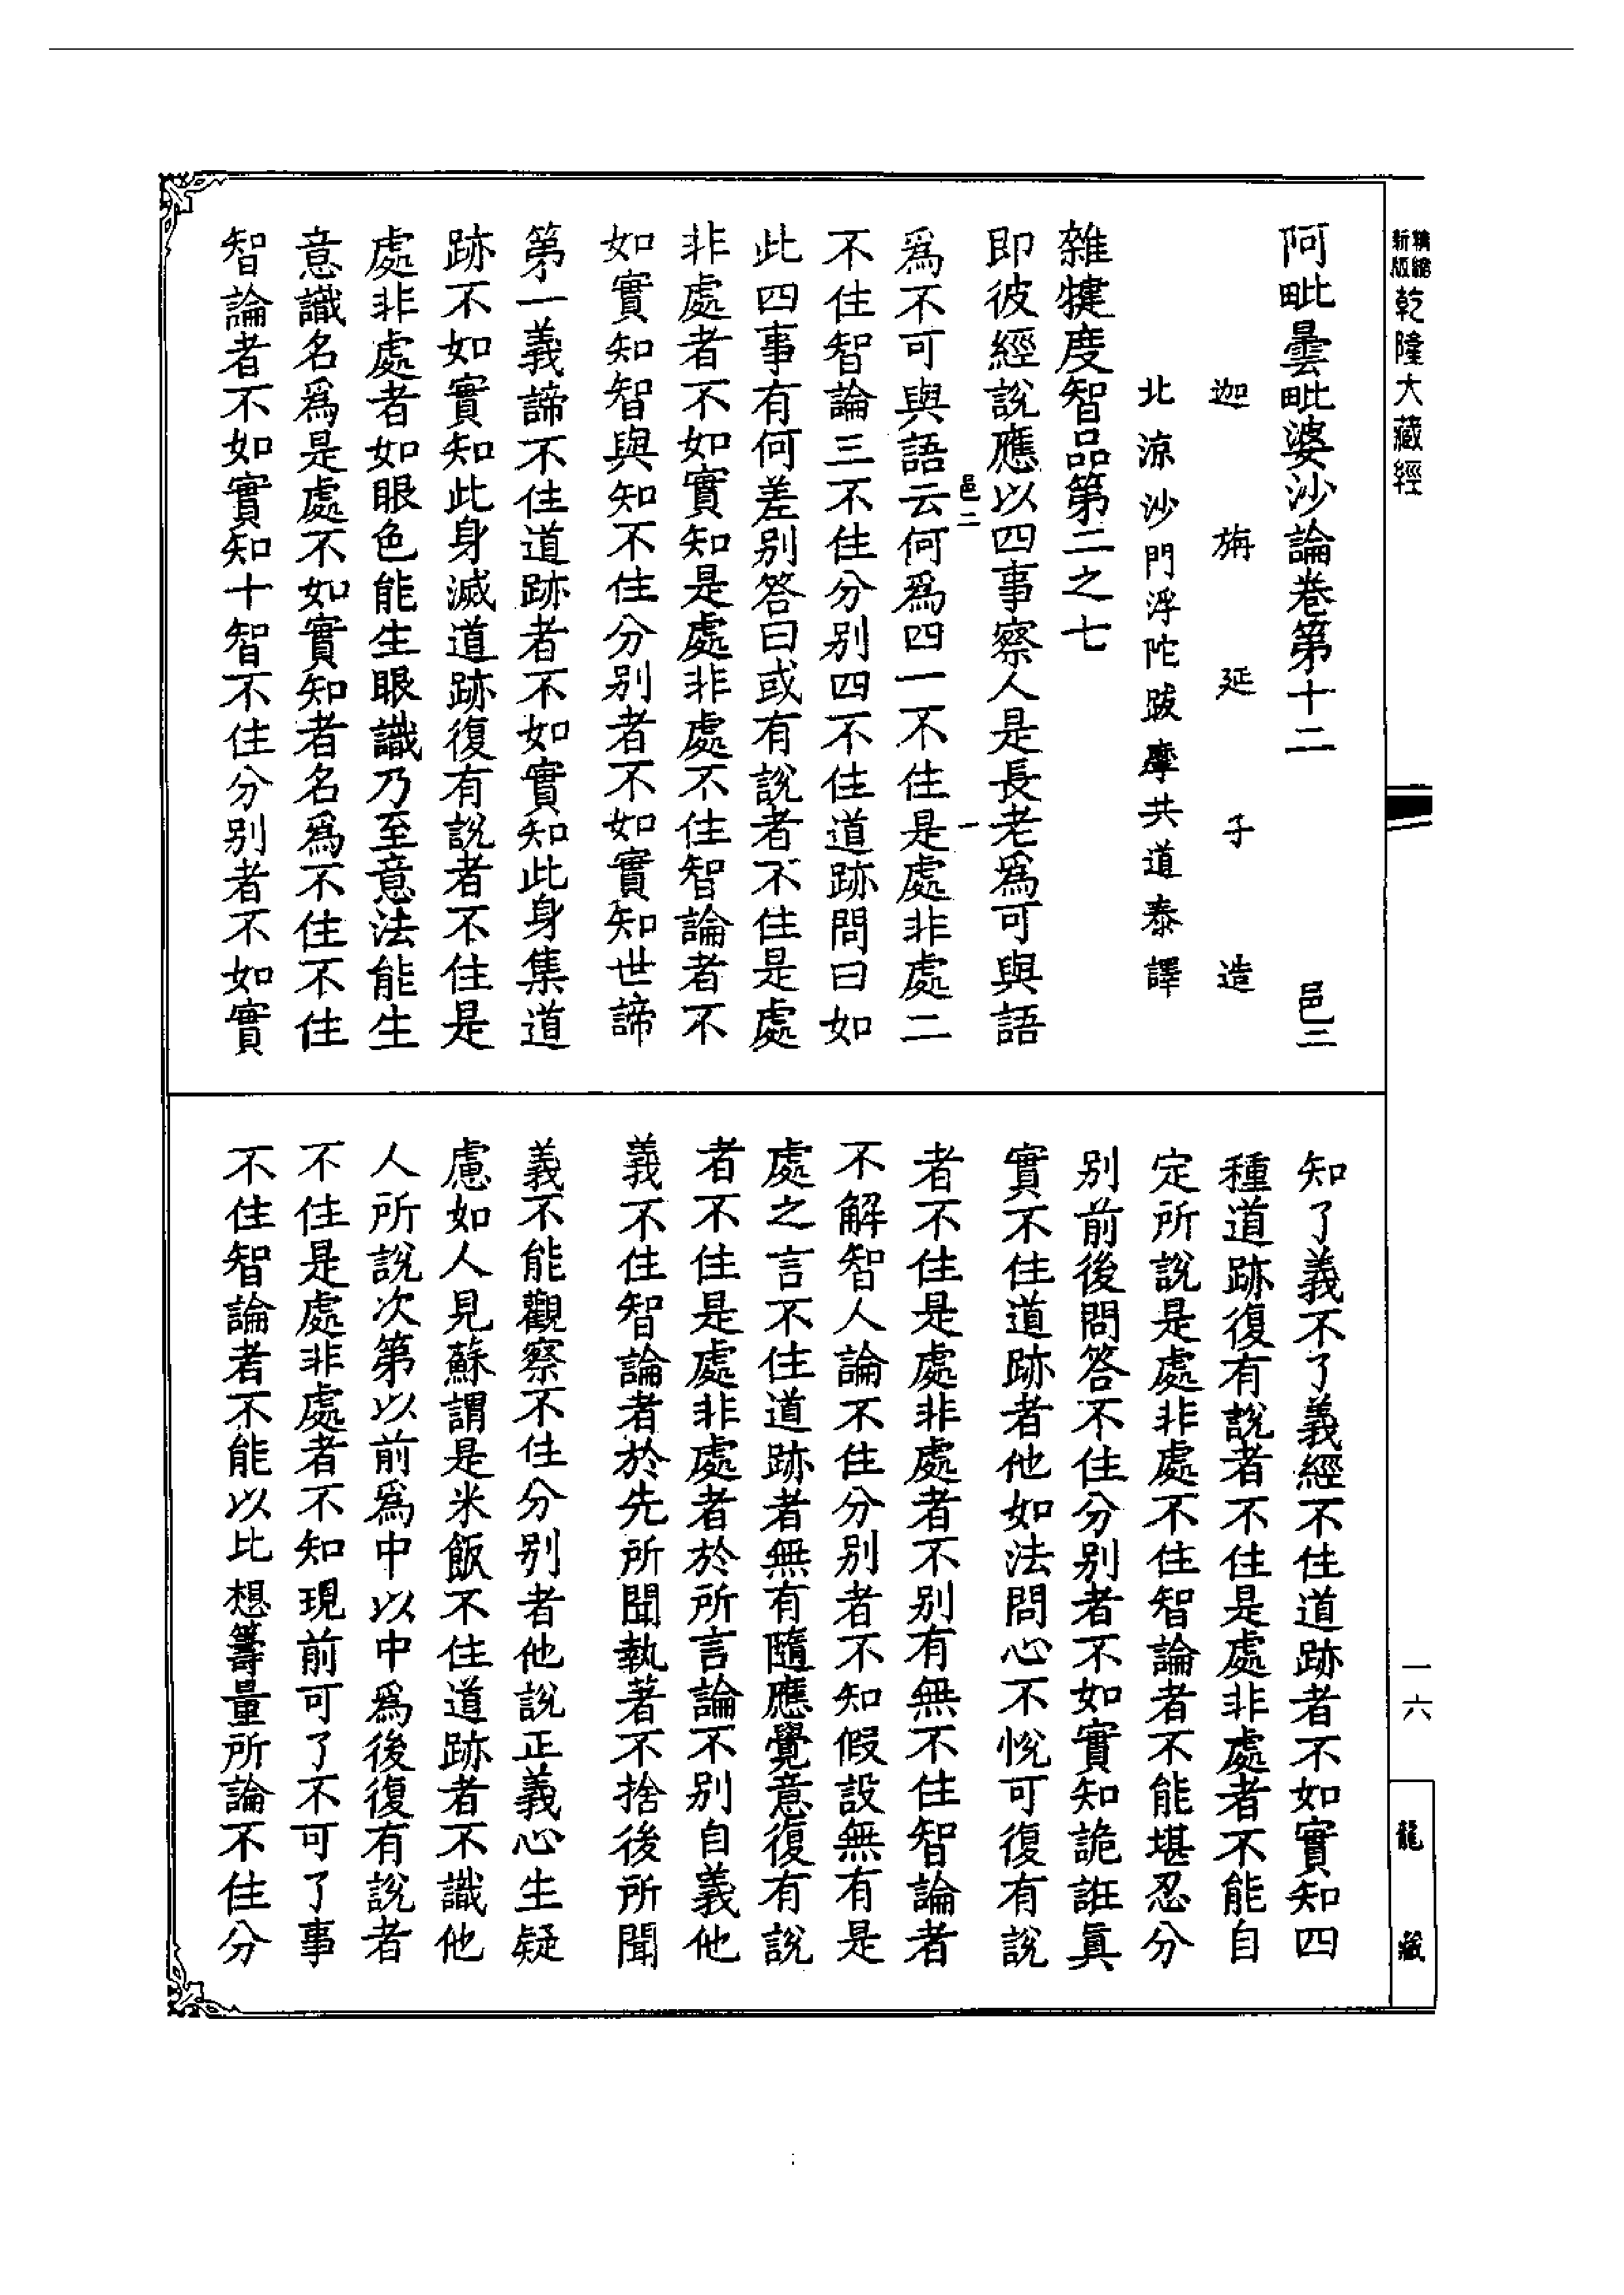 精縮新版乾隆大藏經
一六
龍藏
阿毗曇毗婆沙論卷第十二 邑三
迦旃延子造
北涼沙門浮陀跋摩共道泰譯
雜犍度智品第二之七
即彼經說應以四事察人是長老爲可與語
邑二 一
爲不可與語云何爲四一不住是處非處二
不住智論三不住分別四不住道跡問曰如
此四事有何差別答曰或有說者不住是處
非處者不如實知是處非處不住智論者不
如實知智與知不住分別者不如實知世諦
第一義諦不住道跡者不如實知此身集道
跡不如實知此身滅道跡復有說者不住是
處非處者如眼色能生眼識乃至意法能生
意識名爲是處不如實知者名爲不住不住
智論者不如實知十智不住分別者不如實
知了義不了義經不住道跡者不如實知四
種道跡復有說者不住是處非處者不能自
定所說是處非處不住智論者不能堪忍分
別前後問答不住分別者不如實知詭誑真
實不住道跡者他如法問心不悅可復有說
者不住是處非處者不別有無不住智論者
不解智人論不住分別者不知假設無有是
處之言不住道跡者無有隨應覺意復有說
者不住是處非處者於所言論不別自義他
義不住智論者於先所聞執著不捨後所聞
義不能觀察不住分別者他說正義心生疑
慮如人見蘇謂是米飯不住道跡者不識他
人所說次第以前爲中以中爲後復有說者
不住是處非處者不知現前可了不可了事
不住智論者不能以比想籌量所論不住分